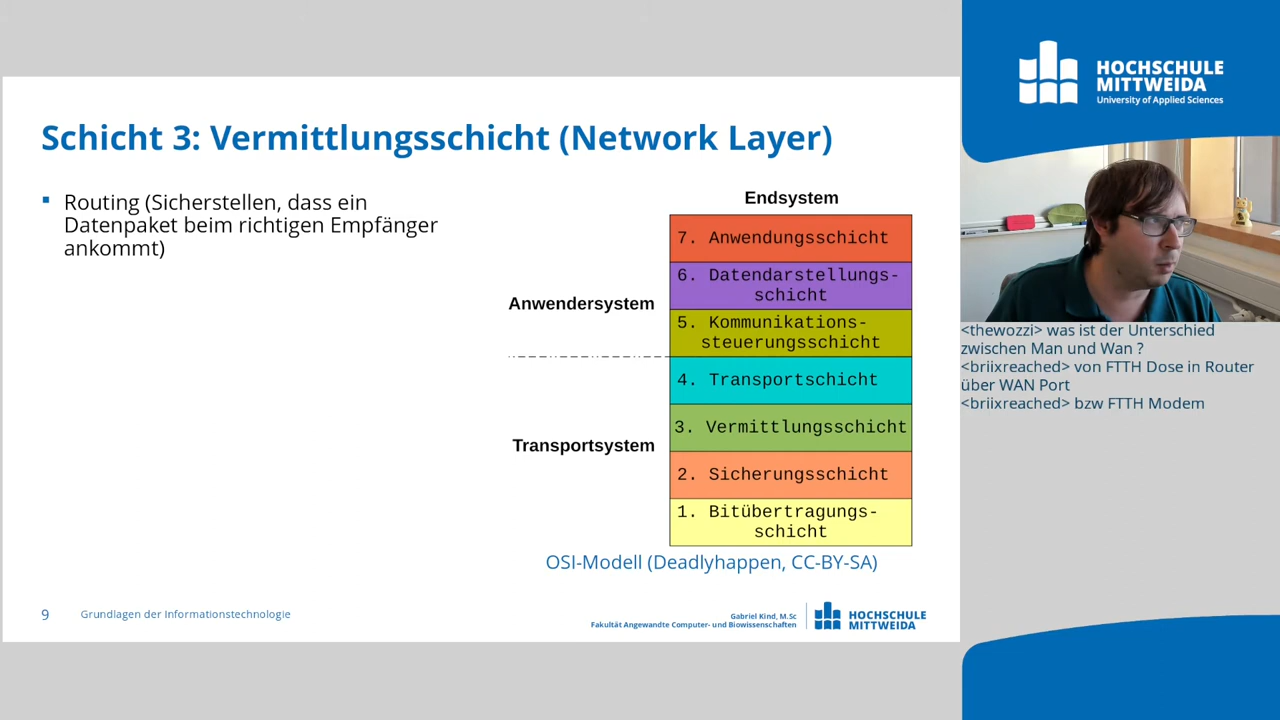 Schicht 3: Vermittlungsschicht (Network Layer)
Routing (Sicherstellen, dass ein
Datenpaket beim richtigen Empfänger
ankommt)
Endsystem
7. Anwendungsschicht
6. Datendarstellungs-
schicht
Anwendersystem
5. Kommunikations-
steuerungsschicht
4. Transportschicht
3. Vermittlungsschicht
Transportsystem
2. Sicherungsschicht
1. Bitübertragungs-
schicht
OSI-Modell (Deadlyhappen, CC-BY-SA)
9
Grundlagen der Informationstechnologie
Gabriel Kind, M.Sc
Fakultät Angewandte Computer- und Biowissenschaften
HOCHSCHULE
MITTWEIDA
HOCHSCHULE
MITTWEIDA
University of Applied Sciences
<thewozzi> was ist der Unterschied
zwischen Man und Wan ?
<briixreached> von FTTH Dose in Router
über WAN Port
<briixreached> bzw FTTH Modem